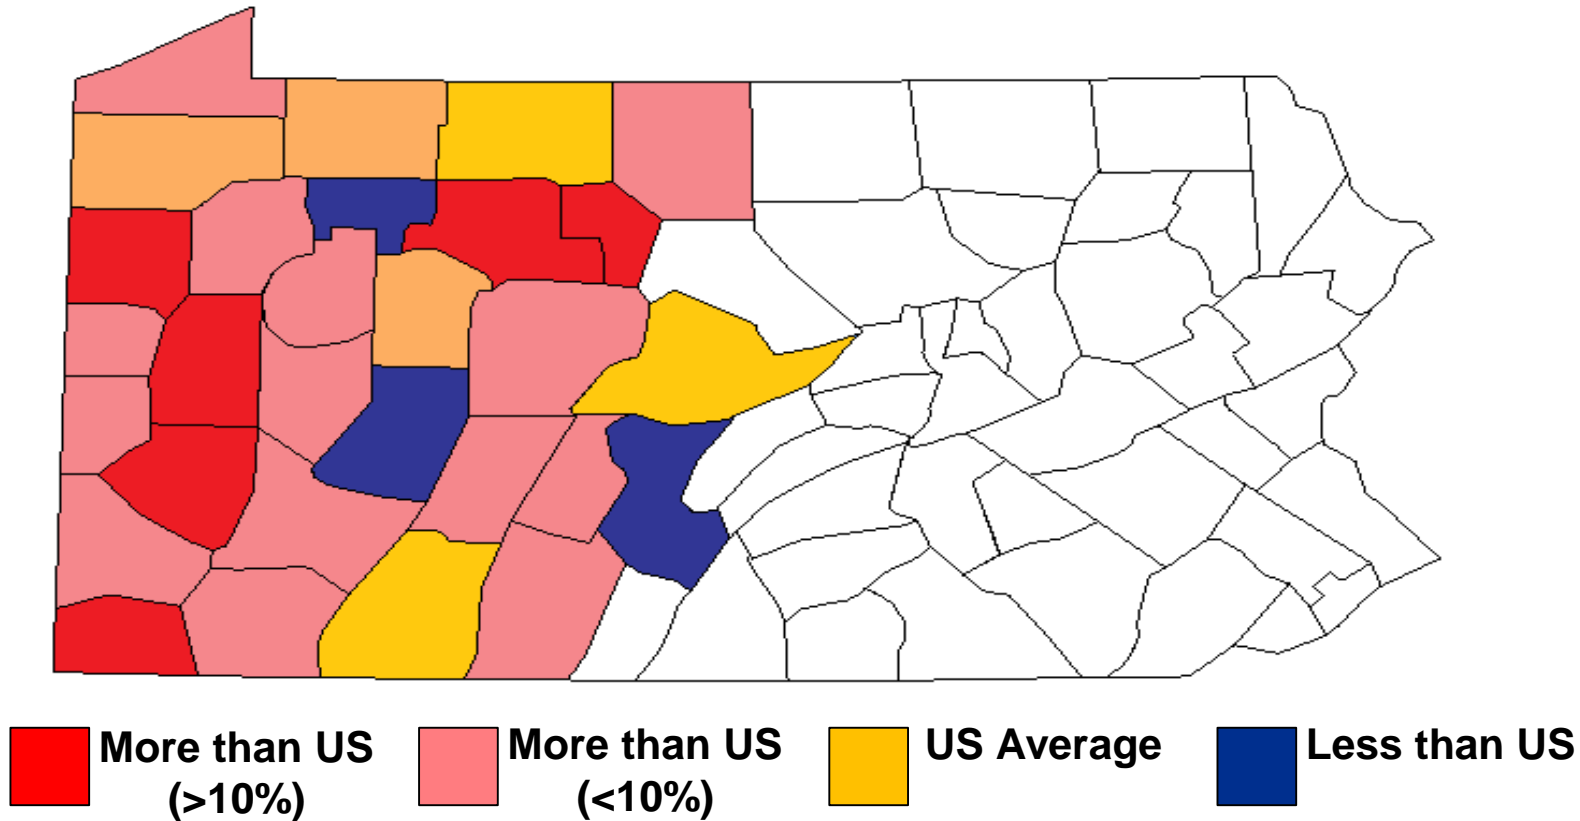 More than US
(>10%)
More than US
(<10%)
US Average
Less than US